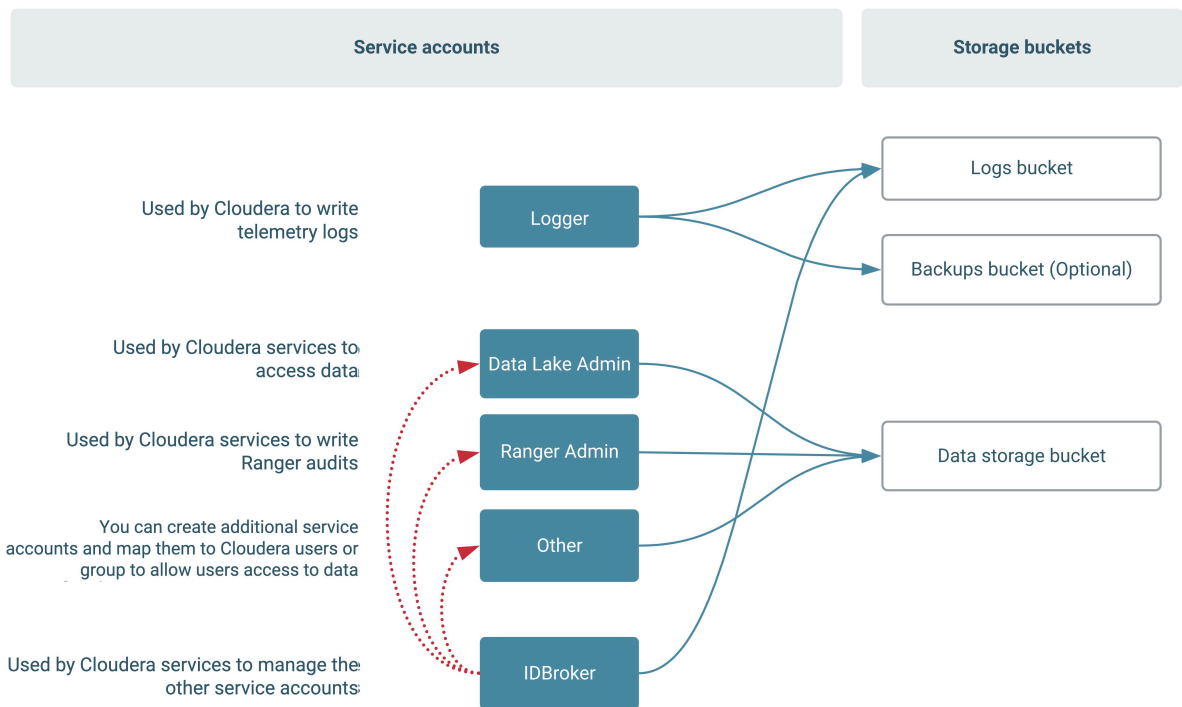 Service accounts
Storage buckets
Logs bucket
Used by Cloudera to write
telemetry logs
Logger
Backups bucket (Optional)
Used by Cloudera services to
access data
Data Lake Admin
Used by Cloudera services to write
Ranger audits
Ranger Admin
Data storage bucket
You can create additional service
accounts and map them to Cloudera users or
group to allow users access to data
Other
Used by Cloudera services to manage the
other service accounts
IDBroker